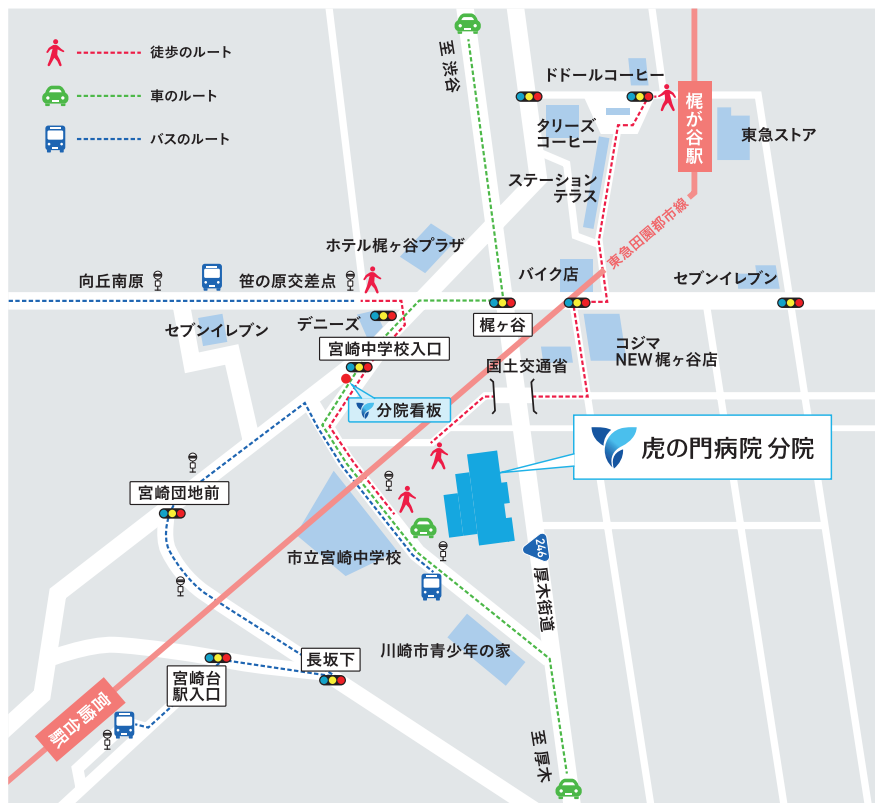 徒歩のルート
車のルート
バスのルート
至 渋谷
ドドールコーヒー
梶が谷駅
タリーズ
コーヒー
東急ストア
ステーション
テラス
東急田園都市線
ホテル梶ヶ谷プラザ
向丘南原
笹の原交差点
バイク店
セブンイレブン
セブンイレブン
デニーズ
梶ヶ谷
宮崎中学校入口
コジマ
NEW梶ヶ谷店
国土交通省
分院看板
虎の門病院 分院
宮崎団地前
市立宮崎中学校
246
厚木街道
川崎市青少年の家
長坂下
宮崎台
駅入口
宮崎台駅
至 厚木